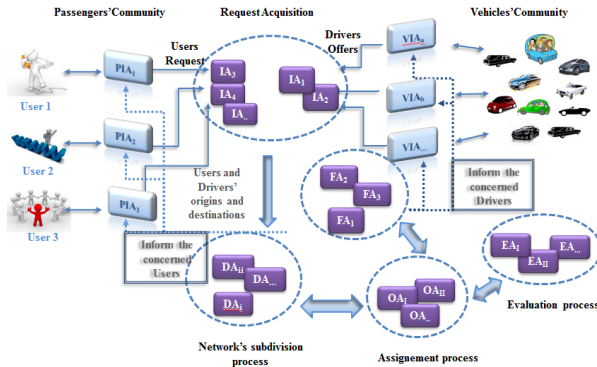 Passengers'Community
Request Acquisition
Vehicles'Community
Users
Request
Drivers
Offers
PIA1
IA3
IA4
IA..
IA1
IA2
VIAa
User 1
PIA2
VIAb
User 2
VIA...
PIA3
Users and
Drivers'
origins and
destinations
FA2
FA3
FA1
Inform the
concerned
Drivers
User 3
Inform the
concerned
Users
DAii
DA...
DAi
EAI
EA...
EAII
OAI
OAII
OA..
Evaluation process
Network's subdivision
process
Assignement process